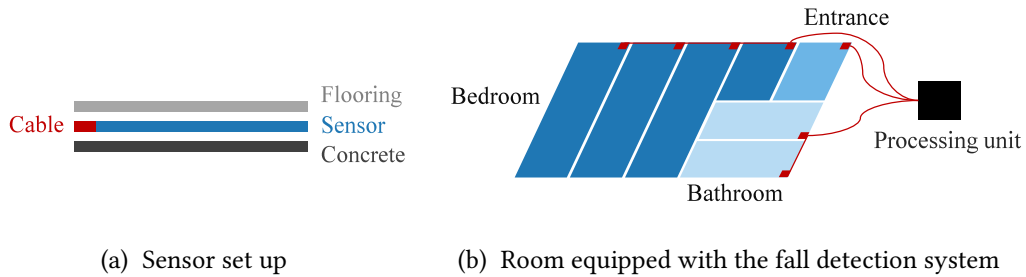 Flooring
Cable
Sensor
Concrete
(a) Sensor set up
Entrance
Bedroom
Processing unit
Bathroom
(b) Room equipped with the fall detection system